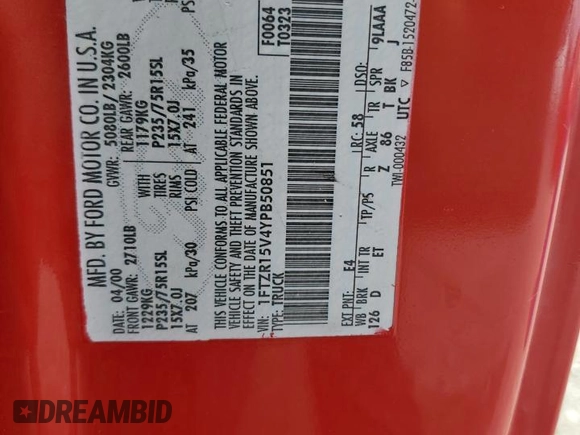 MFD. BY FORD MOTOR CO. IN U.S.A.
DATE: 04/00 GVWR: 5080LB/ 2304KG
FRONT GAWR: 2710LB REAR GAWR: 2600LB
1229KG 1179KG
P235/75R15SL TIRES P235/75R15SL
15X7.0J RIMS 15X7.0J
AT 207 kPa/ 30 PSI COLD AT 241 kPa/35
THIS VEHICLE CONFORMS TO ALL APPLICABLE FEDERAL MOTOR
VEHICLE SAFETY AND THEFT PREVENTION STANDARDS IN
EFFECT ON THE DATE OF MANUFACTURE SHOWN ABOVE.
VIN: 1FTZR15V4YPB50851
TYPE: TRUCK
F0064
T0323
EXT PNT: E4 RC: 58 DSO:
WB BRK INT TR TP/PS R AXLE TR SPR
126 D ET Z 86 T BK J
9LAAA
TWI-000432
UTC
F85B-1520472-
DREAMBID